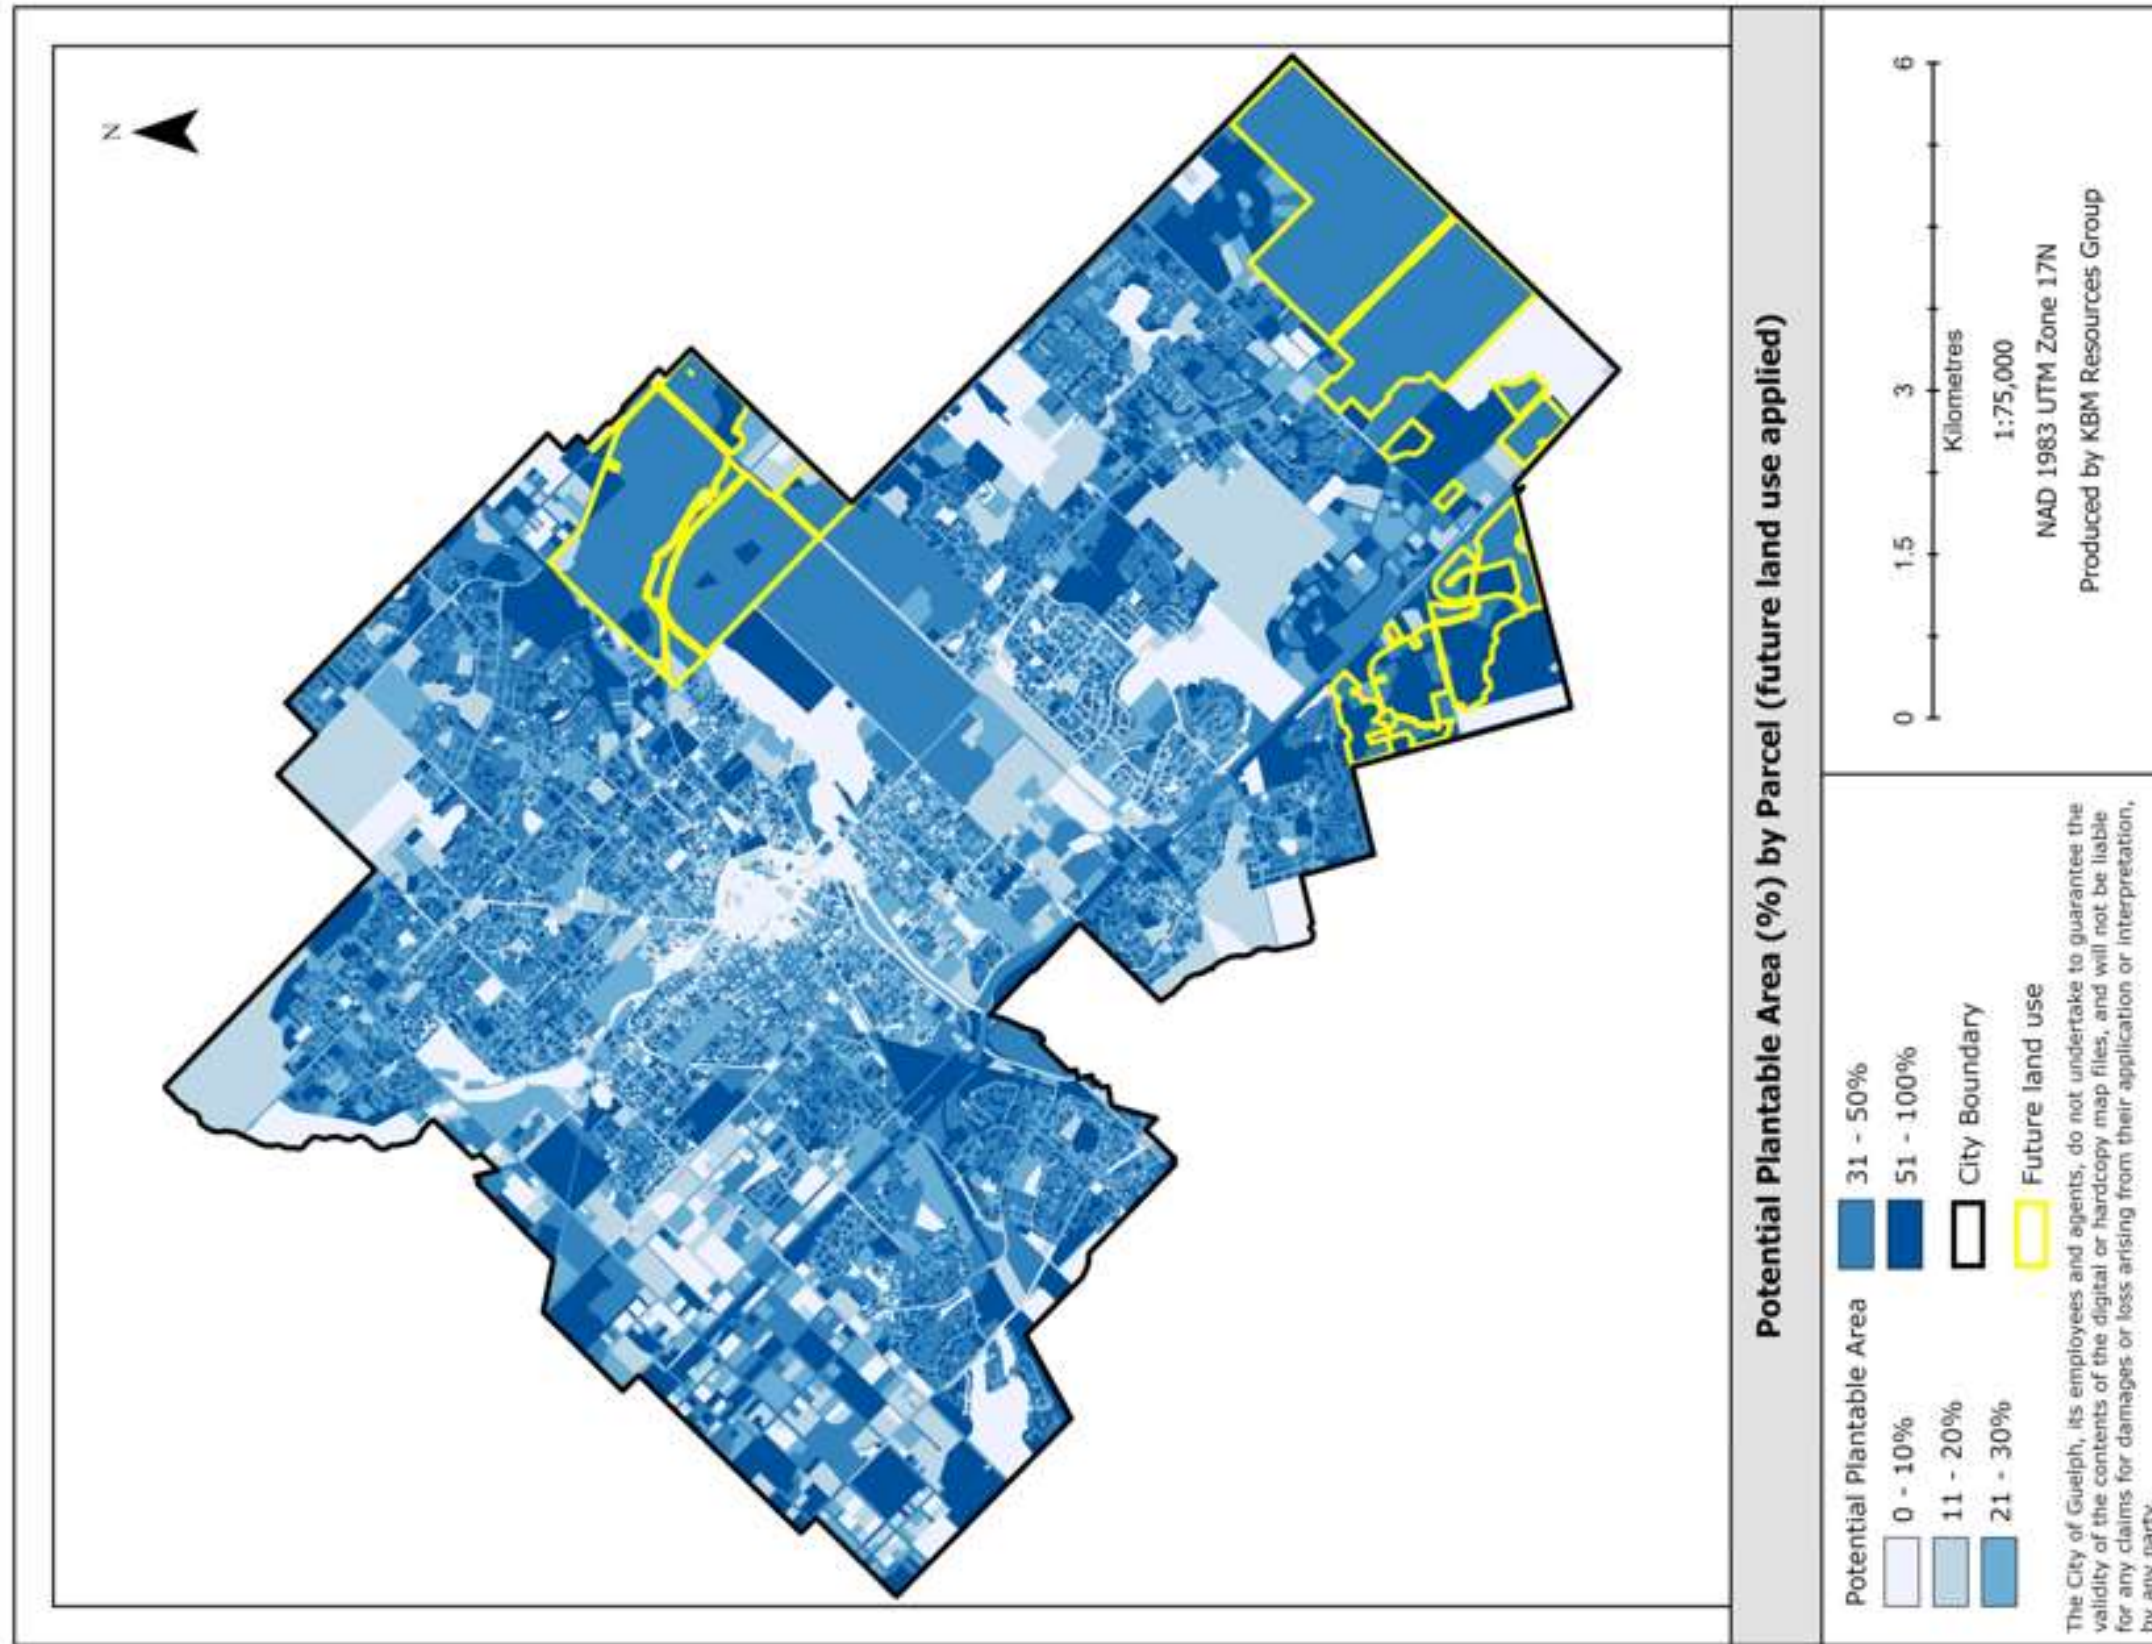 N
Potential Plantable Area (%) by Parcel (future land use applied)
Potential Plantable Area
0 - 10%
11 - 20%
21 - 30%
31 - 50%
51 - 100%
City Boundary
Future land use
The City of Guelph, its employees and agents, do not undertake to guarantee the
validity of the contents of the digital or hardcopy map files, and will not be liable
for any claims for damages or loss arising from their application or interpretation,
by any party.
0 1.5 3 6
Kilometres
1:75,000
NAD 1983 UTM Zone 17N
Produced by KBM Resources Group